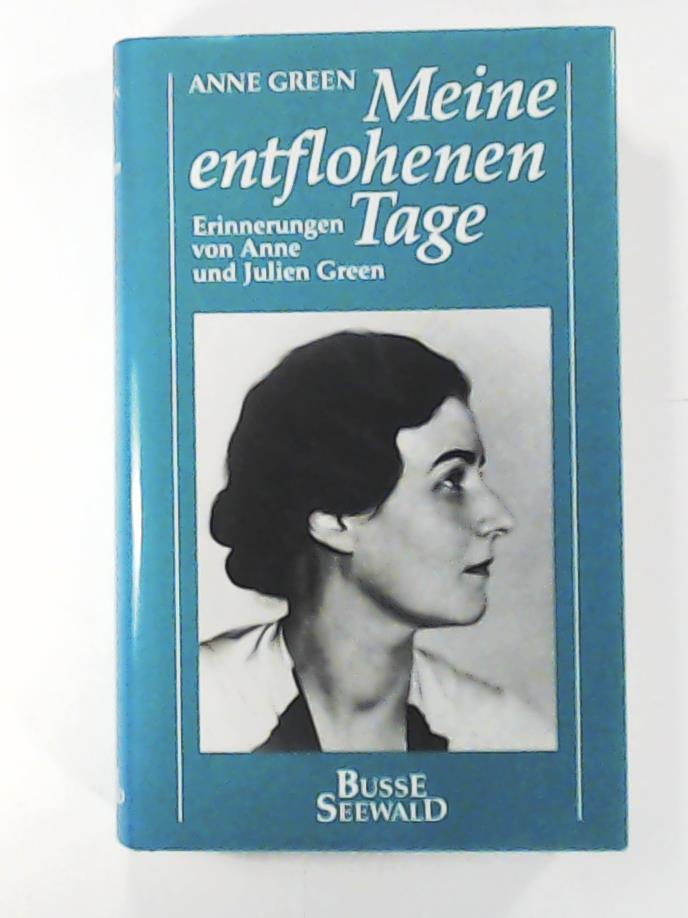 ANNE GREEN Meine
entflohenen
Tage
Erinnerungen
von Anne
und Julien Green
BUSSE
SEEWALD